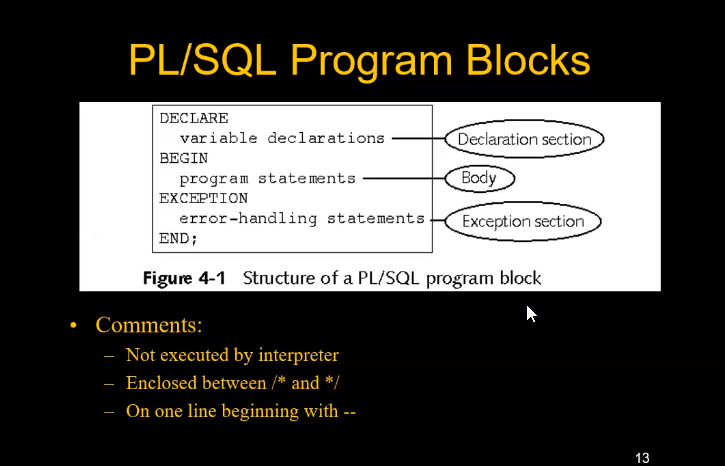 PL/SQL Program Blocks
DECLARE
variable declarations
Declaration section
BEGIN
program statements
Body
EXCEPTION
error-handling statements
Exception section
END;
Figure 4-1 Structure of a PL/SQL program block
• Comments:
– Not executed by interpreter
– Enclosed between /* and */
– On one line beginning with --
13